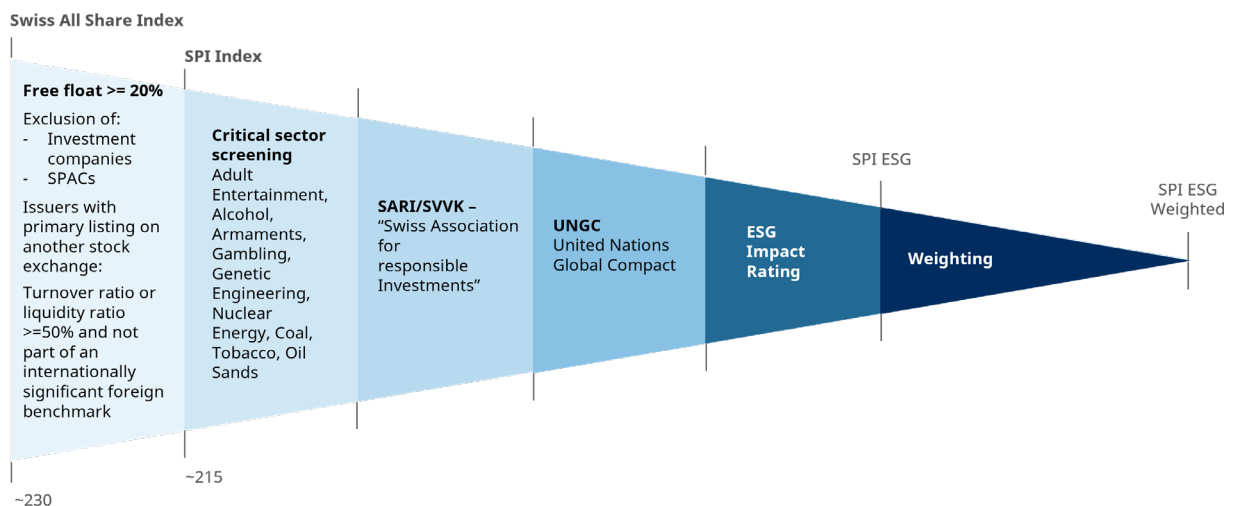 Swiss All Share Index
SPI Index
Free float >= 20%
Exclusion of:
- Investment
companies
- SPACs
Issuers with
primary listing on
another stock
exchange:
Turnover ratio or
liquidity ratio
>=50% and not
part of an
internationally
significant foreign
benchmark
Critical sector
screening
Adult
Entertainment,
Alcohol,
Armaments,
Gambling,
Genetic
Engineering,
Nuclear
Energy, Coal,
Tobacco, Oil
Sands
SARI/SVVK –
“Swiss Association
for
responsible
Investments”
UNGC
United Nations
Global Compact
ESG
Impact
Rating
SPI ESG
Weighting
SPI ESG
Weighted
~215
~230